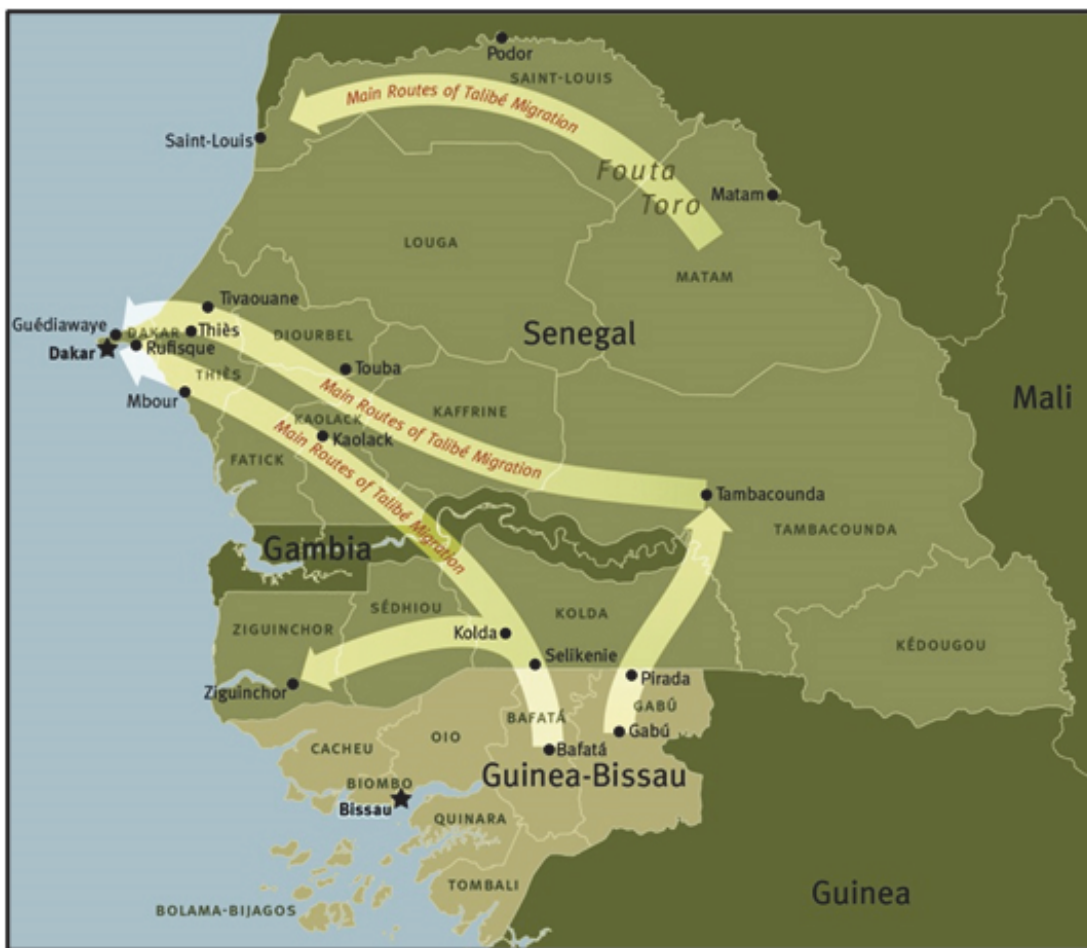 Podor
SAINT-LOUIS
Main Routes of Talibé Migration
Saint-Louis
Fouta
Toro
Matam
LOUGA
MATAM
Tivaouane
Guédiawaye
DAKAR
Thiès
DIOURBEL
Senegal
Dakar
Rufisque
THIÈS
Touba
Mali
Mbour
Main Routes of Talibé Migration
KAFFRINE
KAOLACK
Kaolack
Main Routes of Talibé Migration
FATICK
Tambacounda
TAMBACOUNDA
Gambia
SÉDHIOU
KOLDA
ZIGUINCHOR
Kolda
KÉDOUGOU
Selikenie
Ziguinchor
Pirada
BAFATÁ
GABÚ
Gabú
OIO
CACHEU
Bafatá
Guinea-Bissau
BIOMBO
Bissau
QUINARA
TOMBALI
Guinea
BOLAMA-BIJAGOS